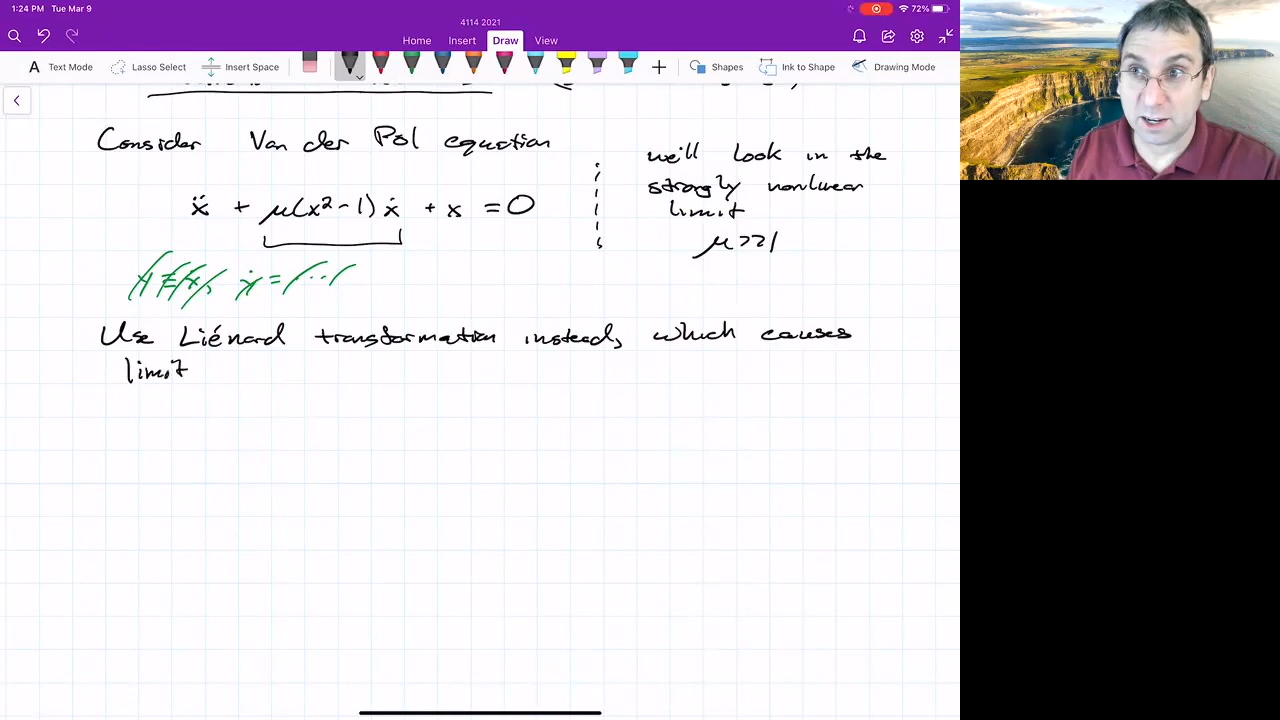 1:24 PM Tue Mar 9
72%
4114 2021
Home Insert Draw View
Text Mode Lasso Select Insert Space Shapes Ink to Shape Drawing Mode
Consider Van der Pol equation
ẍ + μ(x² - 1) ẋ + x = 0
we'll look in the
strongly nonlinear
limit
μ >> 1
Use Liénard transformation instead, which causes
limit